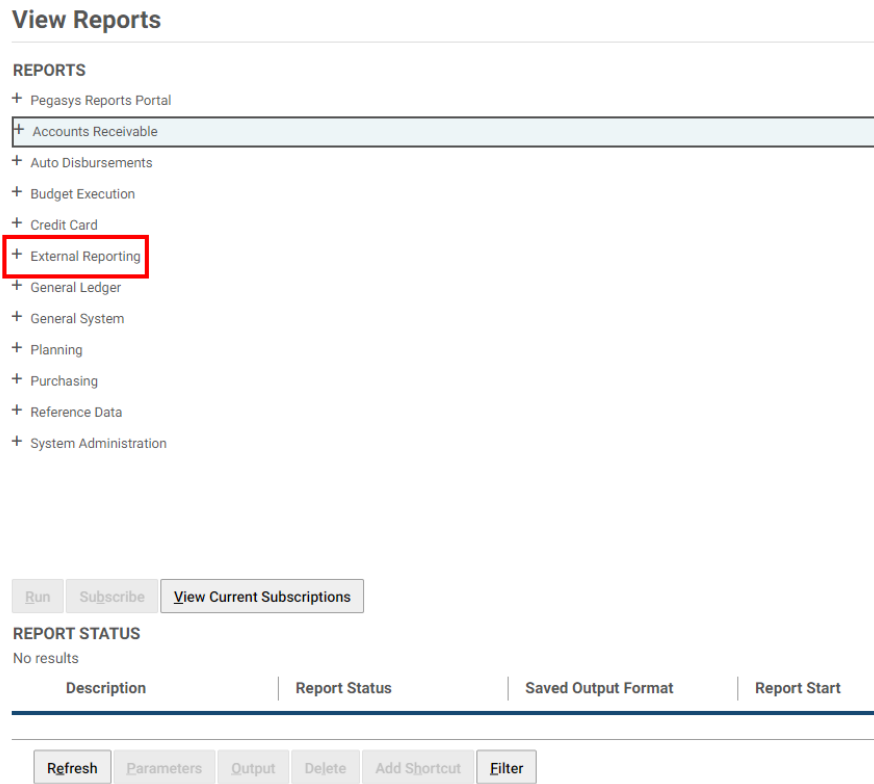 View Reports
REPORTS
+ Pegasys Reports Portal
+ Accounts Receivable
+ Auto Disbursements
+ Budget Execution
+ Credit Card
+ External Reporting
+ General Ledger
+ General System
+ Planning
+ Purchasing
+ Reference Data
+ System Administration
Run Subscribe View Current Subscriptions
REPORT STATUS
No results
Description Report Status Saved Output Format Report Start
Refresh Parameters Output Delete Add Shortcut Filter